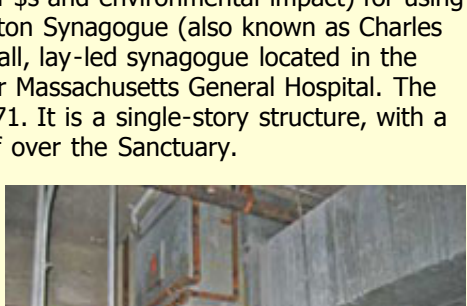 $s and environmental impact) for using
ton Synagogue (also known as Charles
all, lay-led synagogue located in the
r Massachusetts General Hospital. The
71. It is a single-story structure, with a
over the Sanctuary.